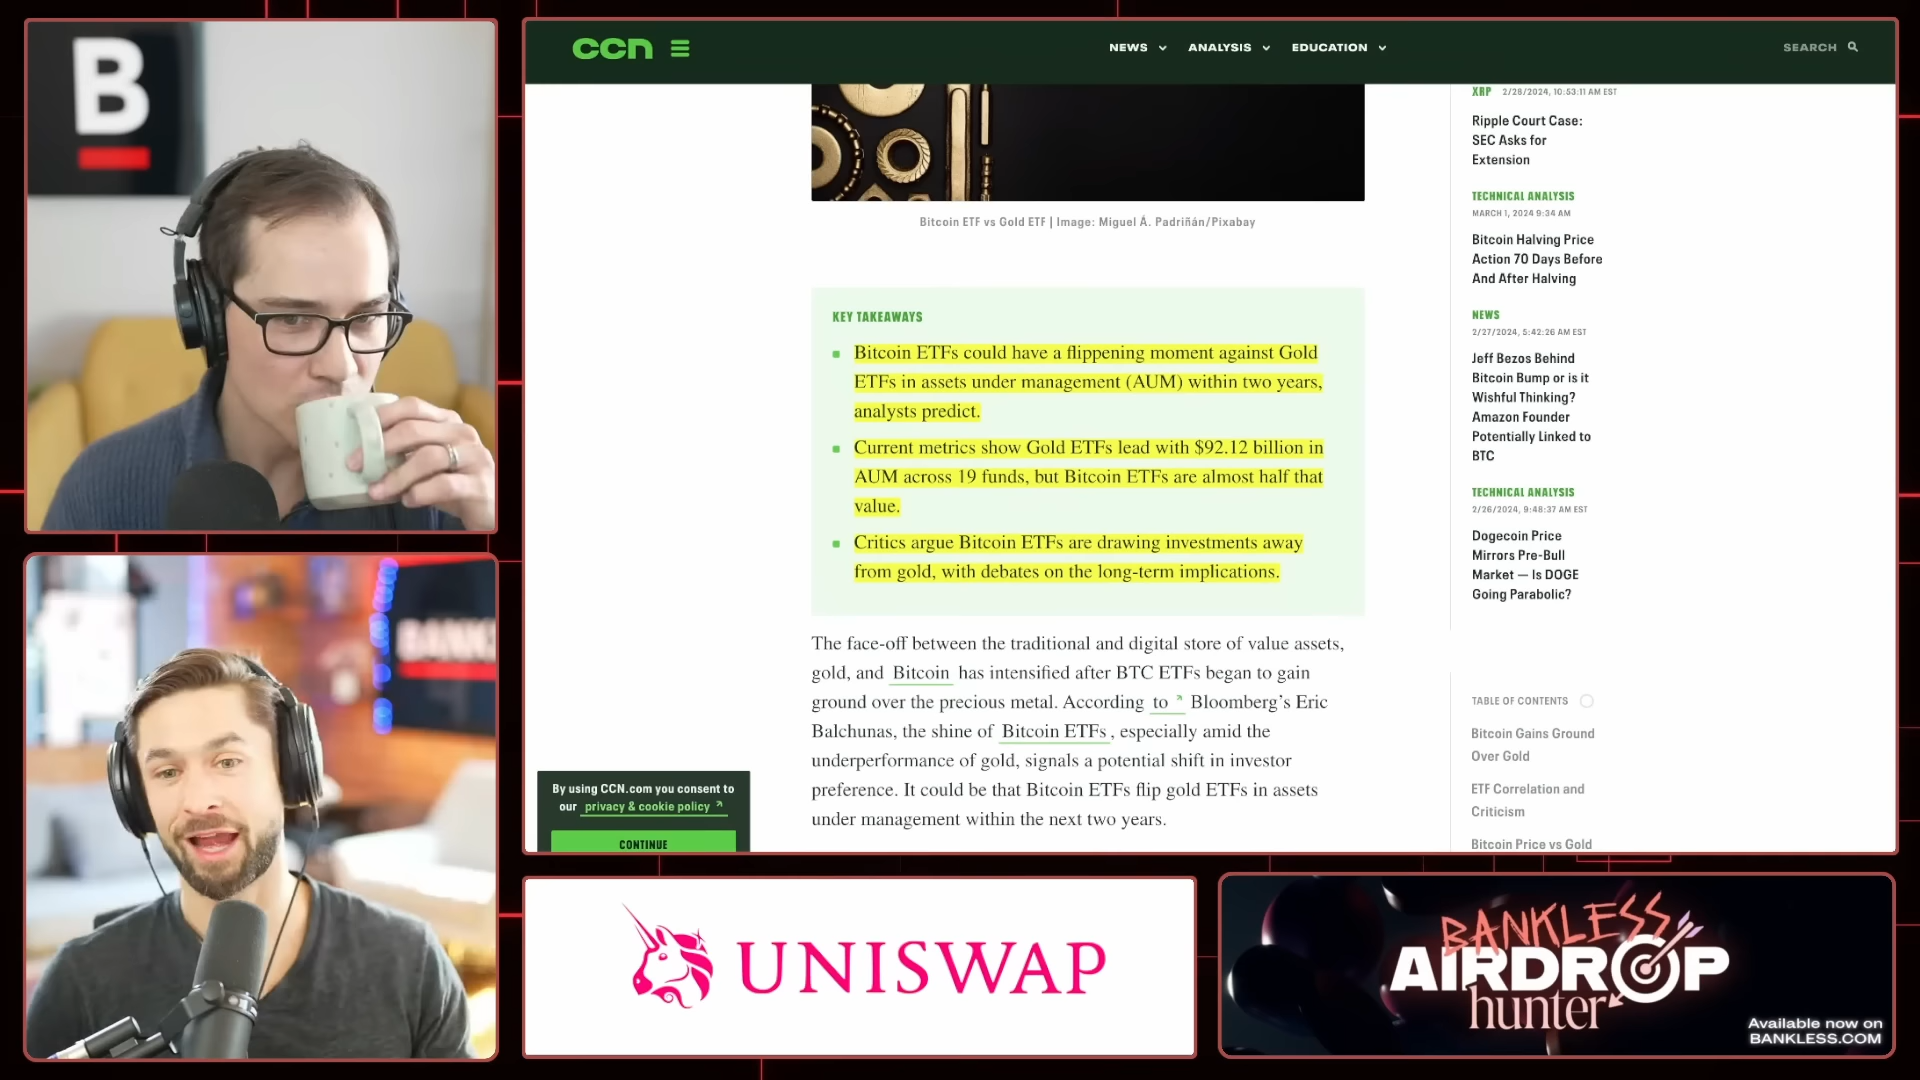 B
BANK
CCN
NEWS
ANALYSIS
EDUCATION
SEARCH
Bitcoin ETF vs Gold ETF | Image: Miguel Á. Padriñán/Pixabay
KEY TAKEAWAYS
Bitcoin ETFs could have a flippening moment against Gold
ETFs in assets under management (AUM) within two years,
analysts predict.
Current metrics show Gold ETFs lead with $92.12 billion in
AUM across 19 funds, but Bitcoin ETFs are almost half that
value.
Critics argue Bitcoin ETFs are drawing investments away
from gold, with debates on the long-term implications.
The face-off between the traditional and digital store of value assets,
gold, and Bitcoin has intensified after BTC ETFs began to gain
ground over the precious metal. According to Bloomberg's Eric
Balchunas, the shine of Bitcoin ETFs, especially amid the
underperformance of gold, signals a potential shift in investor
preference. It could be that Bitcoin ETFs flip gold ETFs in assets
under management within the next two years.
By using CCN.com you consent to
our privacy & cookie policy
CONTINUE
XRP 2/28/2024, 10:53:11 AM EST
Ripple Court Case:
SEC Asks for
Extension
TECHNICAL ANALYSIS
MARCH 1, 2024 9:34 AM
Bitcoin Halving Price
Action 70 Days Before
And After Halving
NEWS
2/27/2024, 5:42:26 AM EST
Jeff Bezos Behind
Bitcoin Bump or is it
Wishful Thinking?
Amazon Founder
Potentially Linked to
BTC
TECHNICAL ANALYSIS
2/26/2024, 9:48:37 AM EST
Dogecoin Price
Mirrors Pre-Bull
Market — Is DOGE
Going Parabolic?
TABLE OF CONTENTS
Bitcoin Gains Ground
Over Gold
ETF Correlation and
Criticism
Bitcoin Price vs Gold
UNISWAP
BANKLESS
AIRDROP
hunter
Available now on
BANKLESS.COM